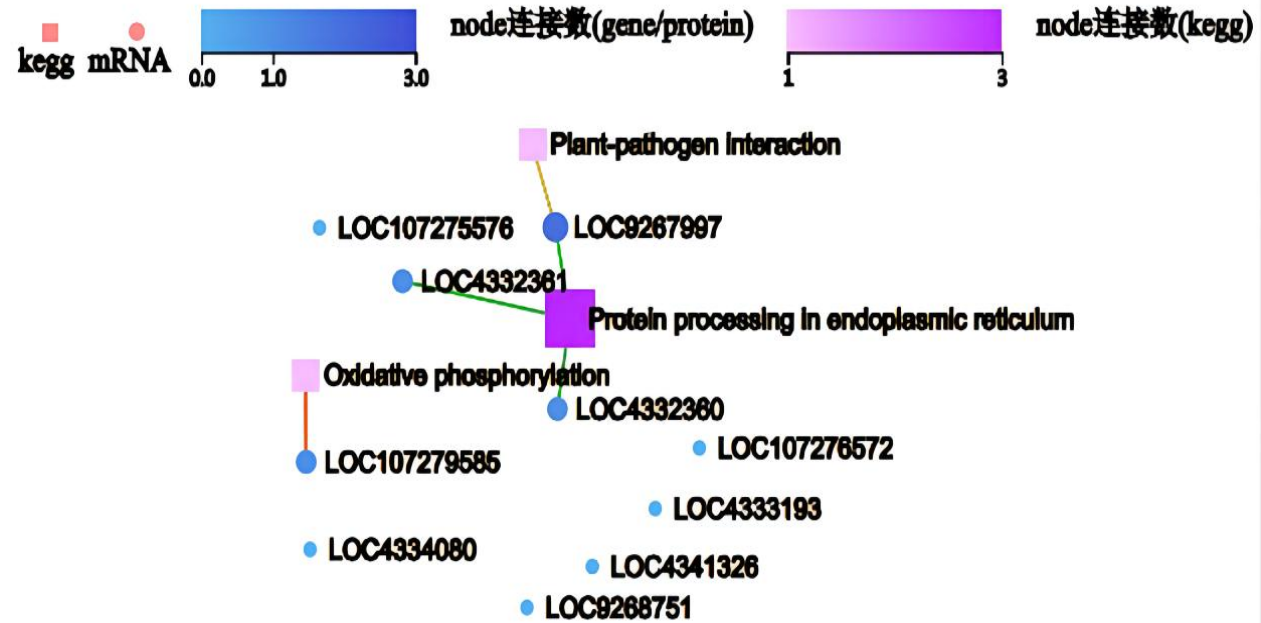 kegg mRNA
0.0 1.0 3.0
node连接数(gene/protein)
1 3
node连接数(kegg)
Plant-pathogen interaction
LOC107275576
LOC9267997
LOC4332361
Protein processing in endoplasmic reticulum
Oxidative phosphorylation
LOC4332360
LOC107276572
LOC107279585
LOC4333193
LOC4334080
LOC4341326
LOC9268751